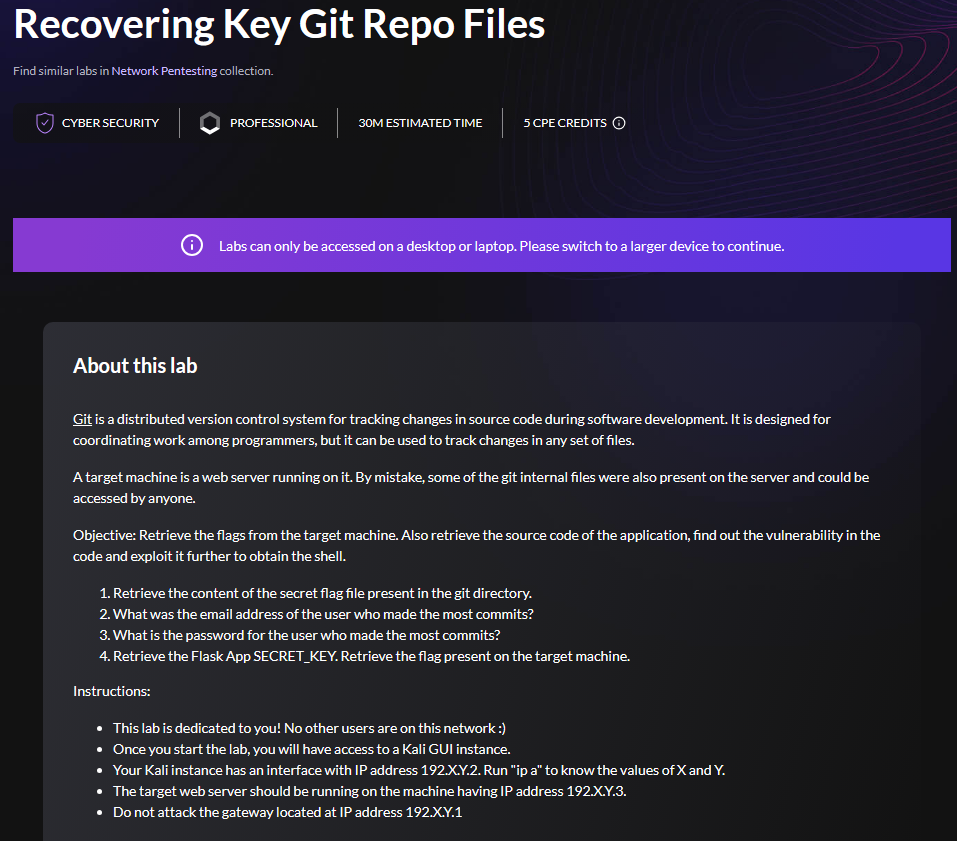 Recovering Key Git Repo Files
Find similar labs in Network Pentesting collection.
CYBER SECURITY
PROFESSIONAL
30M ESTIMATED TIME
5 CPE CREDITS
Labs can only be accessed on a desktop or laptop. Please switch to a larger device to continue.
About this lab
Git is a distributed version control system for tracking changes in source code during software development. It is designed for
coordinating work among programmers, but it can be used to track changes in any set of files.
A target machine is a web server running on it. By mistake, some of the git internal files were also present on the server and could be
accessed by anyone.
Objective: Retrieve the flags from the target machine. Also retrieve the source code of the application, find out the vulnerability in the
code and exploit it further to obtain the shell.
1. Retrieve the content of the secret flag file present in the git directory.
2. What was the email address of the user who made the most commits?
3. What is the password for the user who made the most commits?
4. Retrieve the Flask App SECRET_KEY. Retrieve the flag present on the target machine.
Instructions:
• This lab is dedicated to you! No other users are on this network :)
• Once you start the lab, you will have access to a Kali GUI instance.
• Your Kali instance has an interface with IP address 192.X.Y.2. Run "ip a" to know the values of X and Y.
• The target web server should be running on the machine having IP address 192.X.Y.3.
• Do not attack the gateway located at IP address 192.X.Y.1